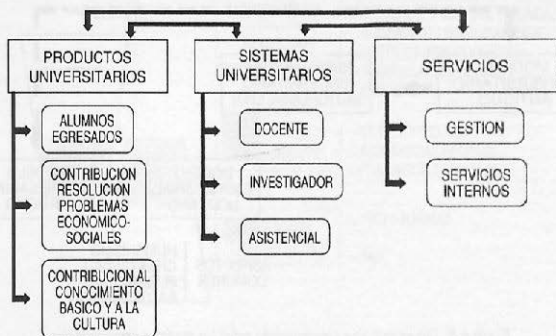 PRODUCTOS
UNIVERSITARIOS
ALUMNOS
EGRESADOS
CONTRIBUCION
RESOLUCION
PROBLEMAS
ECONOMICO-
SOCIALES
CONTRIBUCION AL
CONOCIMIENTO
BASICO Y A LA
CULTURA
SISTEMAS
UNIVERSITARIOS
DOCENTE
INVESTIGADOR
ASISTENCIAL
SERVICIOS
GESTION
SERVICIOS
INTERNOS